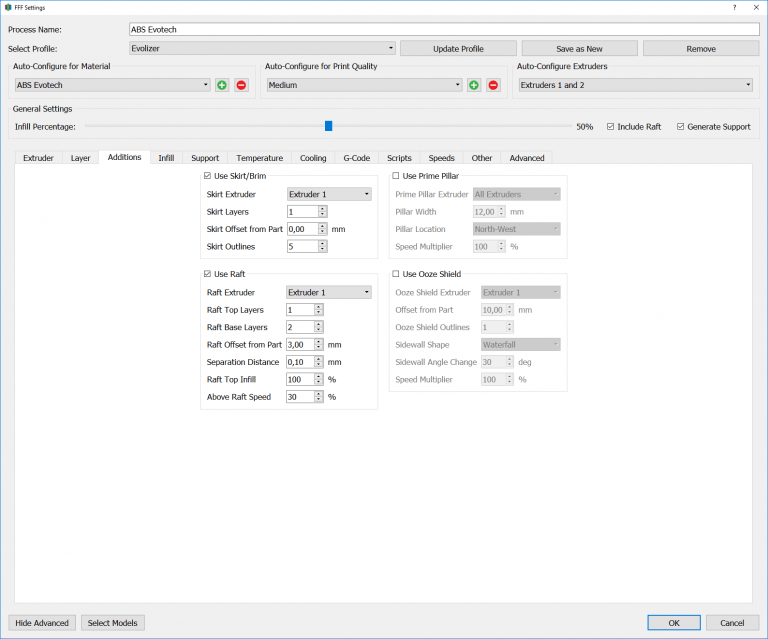 FFF Settings
Process Name: ABS Evotech
Select Profile: Evolizer Update Profile Save as New Remove
Auto-Configure for Material Auto-Configure for Print Quality Auto-Configure Extruders
ABS Evotech Medium Extruders 1 and 2
General Settings
Infill Percentage: 50% Include Raft Generate Support
Extruder Layer Additions Infill Support Temperature Cooling G-Code Scripts Speeds Other Advanced
Use Skirt/Brim
Skirt Extruder Extruder 1
Skirt Layers 1
Skirt Offset from Part 0,00 mm
Skirt Outlines 5
Use Prime Pillar
Prime Pillar Extruder All Extruders
Pillar Width 12,00 mm
Pillar Location North-West
Speed Multiplier 100 %
Use Raft
Raft Extruder Extruder 1
Raft Top Layers 1
Raft Base Layers 2
Raft Offset from Part 3,00 mm
Separation Distance 0,10 mm
Raft Top Infill 100 %
Above Raft Speed 30 %
Use Ooze Shield
Ooze Shield Extruder Extruder 1
Offset from Part 10,00 mm
Ooze Shield Outlines 1
Sidewall Shape Waterfall
Sidewall Angle Change 30 deg
Speed Multiplier 100 %
Hide Advanced Select Models OK Cancel